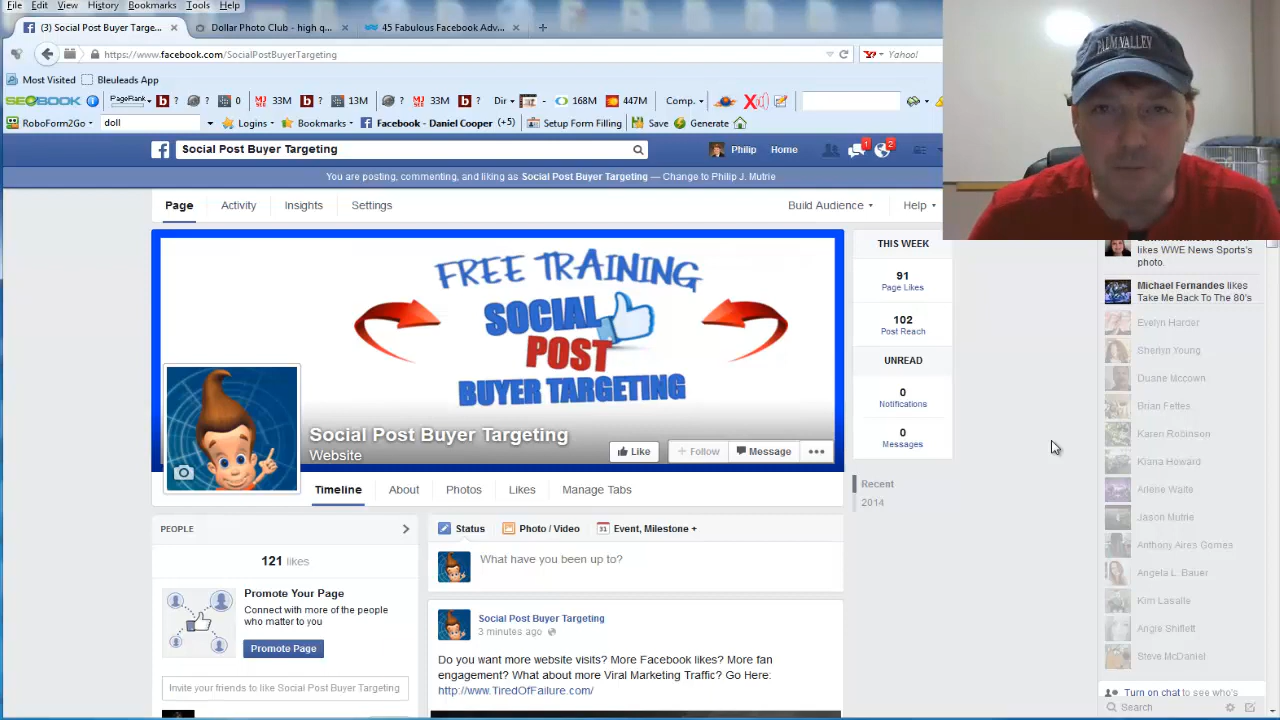 File Edit View History Bookmarks Tools Help
(3) Social Post Buyer Targe... × Dollar Photo Club - high q... × 45 Fabulous Facebook Adv... × +
https://www.facebook.com/SocialPostBuyerTargeting Yahoo!
Most Visited Bleuleads App
SEOBOOK PageRank ? ? 0 33M ? 13M ? 33M ? Dir 168M 447M Comp.
RoboForm2Go doll Logins Bookmarks Facebook - Daniel Cooper (+5) Setup Form Filling Save Generate
Social Post Buyer Targeting Philip Home 1 2
You are posting, commenting, and liking as Social Post Buyer Targeting — Change to Philip J. Mutrie
Page Activity Insights Settings Build Audience Help
PALM VALLEY
FREE TRAINING
SOCIAL
POST
BUYER TARGETING
Social Post Buyer Targeting
Website
Like + Follow Message •••
THIS WEEK
91
Page Likes
102
Post Reach
UNREAD
0
Notifications
0
Messages
Recent
2014
Timeline About Photos Likes Manage Tabs
PEOPLE
121 likes
Promote Your Page
Connect with more of the people
who matter to you
Promote Page
Invite your friends to like Social Post Buyer Targeting
Status Photo / Video 31 Event, Milestone +
What have you been up to?
Social Post Buyer Targeting
3 minutes ago
Do you want more website visits? More Facebook likes? More fan
engagement? What about more Viral Marketing Traffic? Go Here:
http://www.TiredOfFailure.com/
likes WWE News Sports's
photo.
Michael Fernandes likes
Take Me Back To The 80's
Evelyn Harder
Sherlyn Young
Duane Mccown
Brian Fettes
Karen Robinson
Kiana Howard
Arlene Waite
Jason Mutrie
Anthony Aires Gomes
Angela L. Bauer
Kim Lasalle
Angie Shiflett
Steve McDaniel
Turn on chat to see who's
Search